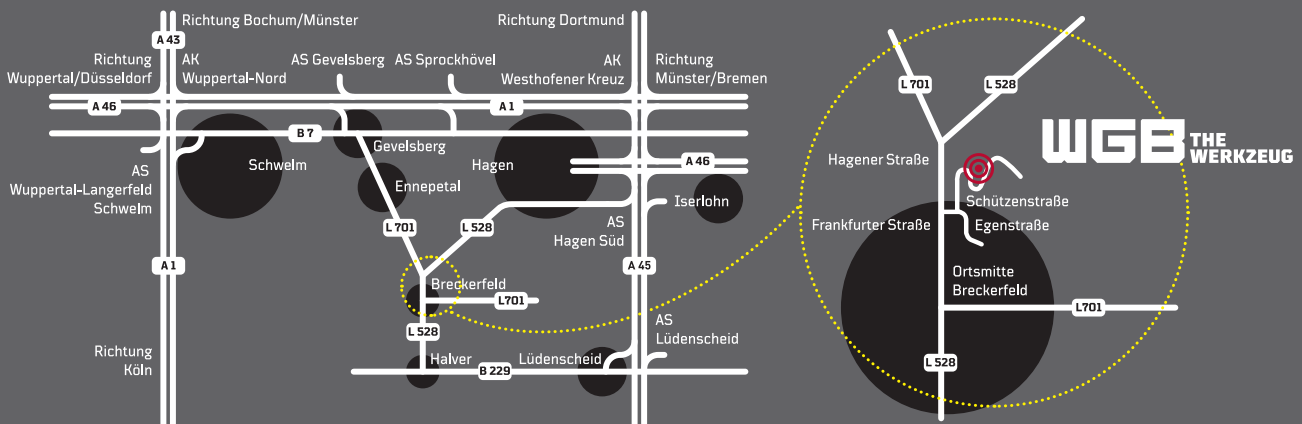 Richtung Bochum/Münster
A 43
Richtung
Wuppertal/Düsseldorf
AK
Wuppertal-Nord
AS Gevelsberg
AS Sprockhövel
Richtung Dortmund
AK
Westhofener Kreuz
Richtung
Münster/Bremen
A 46
A 1
B 7
AS
Wuppertal-Langerfeld
Schwelm
Schwelm
Gevelsberg
Ennepetal
Hagen
A 46
Iserlohn
L 701
L 528
AS
Hagen Süd
A 1
A 45
Breckerfeld
L701
L 528
AS
Lüdenscheid
Richtung
Köln
Halver
B 229
Lüdenscheid
L 701
L 528
WGB THE
WERKZEUG
Hagener Straße
Schützenstraße
Frankfurter Straße
Egenstraße
Ortsmitte
Breckerfeld
L701
L 528